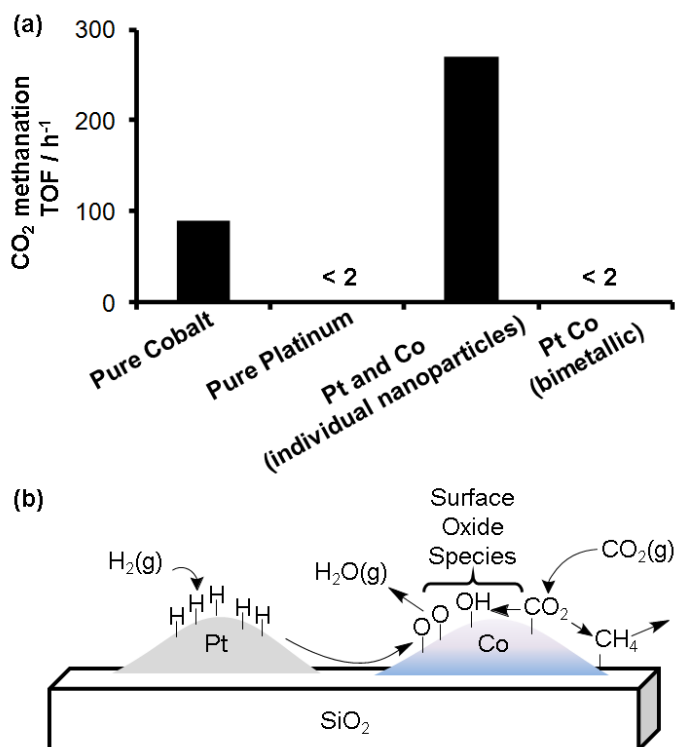 (a)
CO₂ methanation
TOF / h⁻¹
300
200
100
0
< 2
< 2
Pure Cobalt
Pure Platinum
Pt and Co
(individual nanoparticles)
Pt Co
(bimetallic)
(b)
Surface
Oxide
Species
H₂(g)
H₂O(g)
CO₂(g)
H H H H H
O O OH CO₂
CH₄
Pt
Co
SiO₂